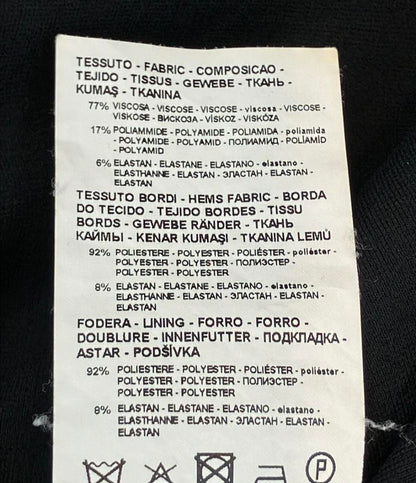 TESSUTO - FABRIC - COMPOSICAO -
TEJIDO - TISSUS - GEWEBE - ТКАНЬ -
KUMAŞ - TKANINA
77% VISCOSA - VISCOSE - VISCOSE - viscosa - VISCOSE -
VISKOSE - ВИСКОЗА - VİSKOZ - VISKÓZA
17% POLIAMMIDE - POLYAMIDE - POLIAMIDA - poliamida
- POLYAMIDE - POLYAMID - ПОЛИАМИД - POLİAMİD
- POLYAMID
6% ELASTAN - ELASTANE - ELASTANO - elastano -
ELASTHANNE - ELASTAN - ЭЛАСТАН - ELASTAN -
ELASTAN
TESSUTO BORDI - HEMS FABRIC - BORDA
DO TECIDO - TEJIDO BORDES - TISSU
BORDS - GEWEBE RÄNDER - ТКАНЬ
КАЙМЫ - KENAR KUMAŞI - TKANINA LEMŮ
92% POLIESTERE - POLYESTER - POLIÉSTER - poliéster -
POLYESTER - POLYESTER - ПОЛИЭСТЕР -
POLYESTER - POLYESTER
8% ELASTAN - ELASTANE - ELASTANO - elastano -
ELASTHANNE - ELASTAN - ЭЛАСТАН - ELASTAN -
ELASTAN
FODERA - LINING - FORRO - FORRO -
DOUBLURE - INNENFUTTER - ПОДКЛАДКА -
ASTAR - PODŠÍVKA
92% POLIESTERE - POLYESTER - POLIÉSTER - poliéster -
POLYESTER - POLYESTER - ПОЛИЭСТЕР -
POLYESTER - POLYESTER
8% ELASTAN - ELASTANE - ELASTANO - elastano -
ELASTHANNE - ELASTAN - ЭЛАСТАН - ELASTAN -
ELASTAN
P